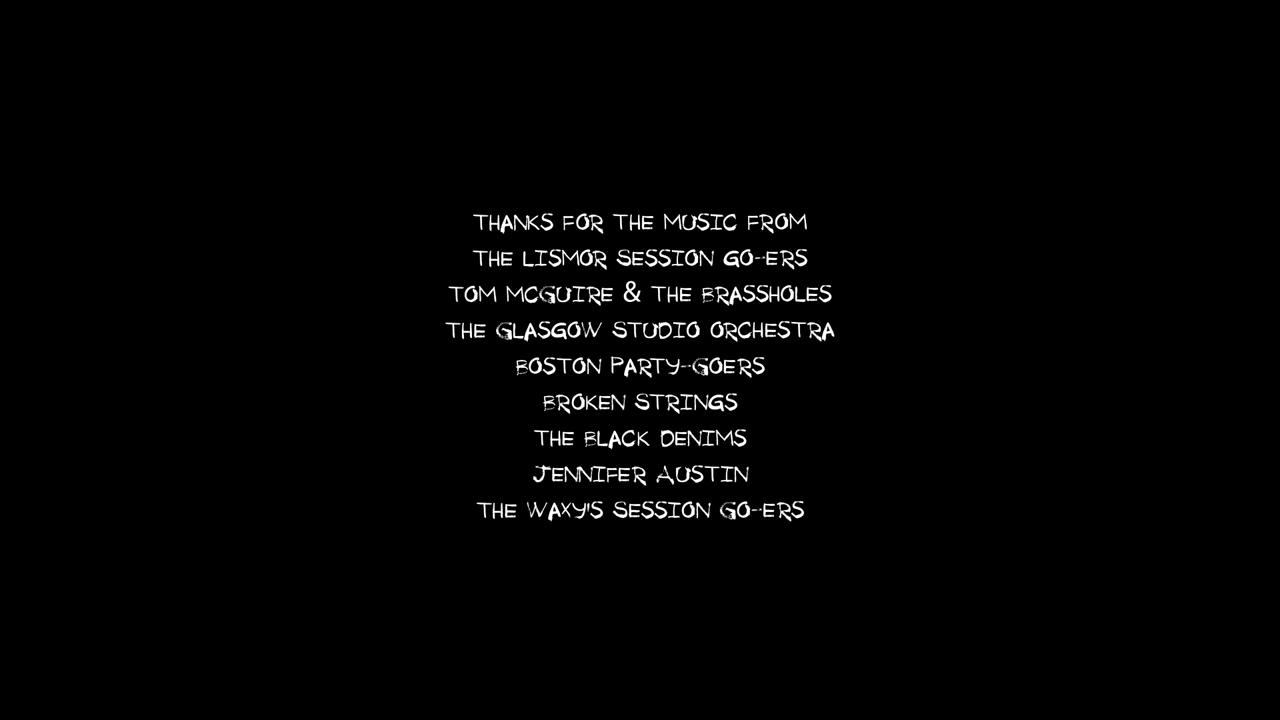 THANKS FOR THE MUSIC FROM
THE LISMOR SESSION GO-ERS
TOM MCGUIRE & THE BRASSHOLES
THE GLASGOW STUDIO ORCHESTRA
BOSTON PARTY-GOERS
BROKEN STRINGS
THE BLACK DENIMS
JENNIFER AUSTIN
THE WAXY'S SESSION GO-ERS